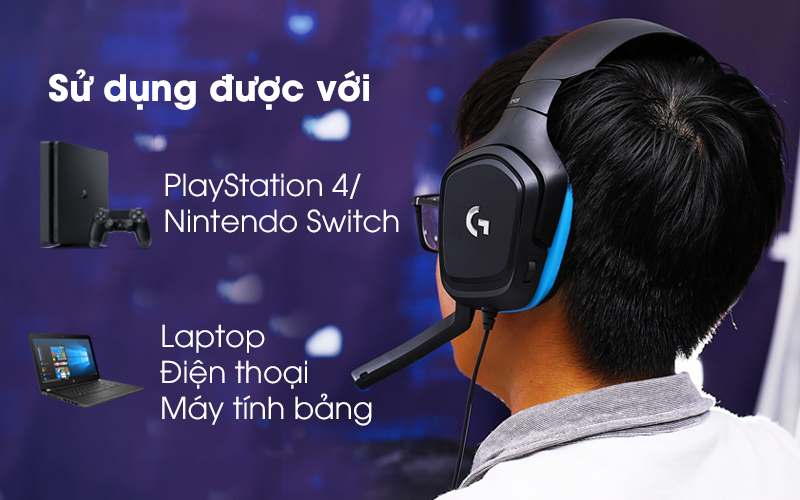 Sử dụng được với
PlayStation 4/
Nintendo Switch
Laptop
Điện thoại
Máy tính bảng